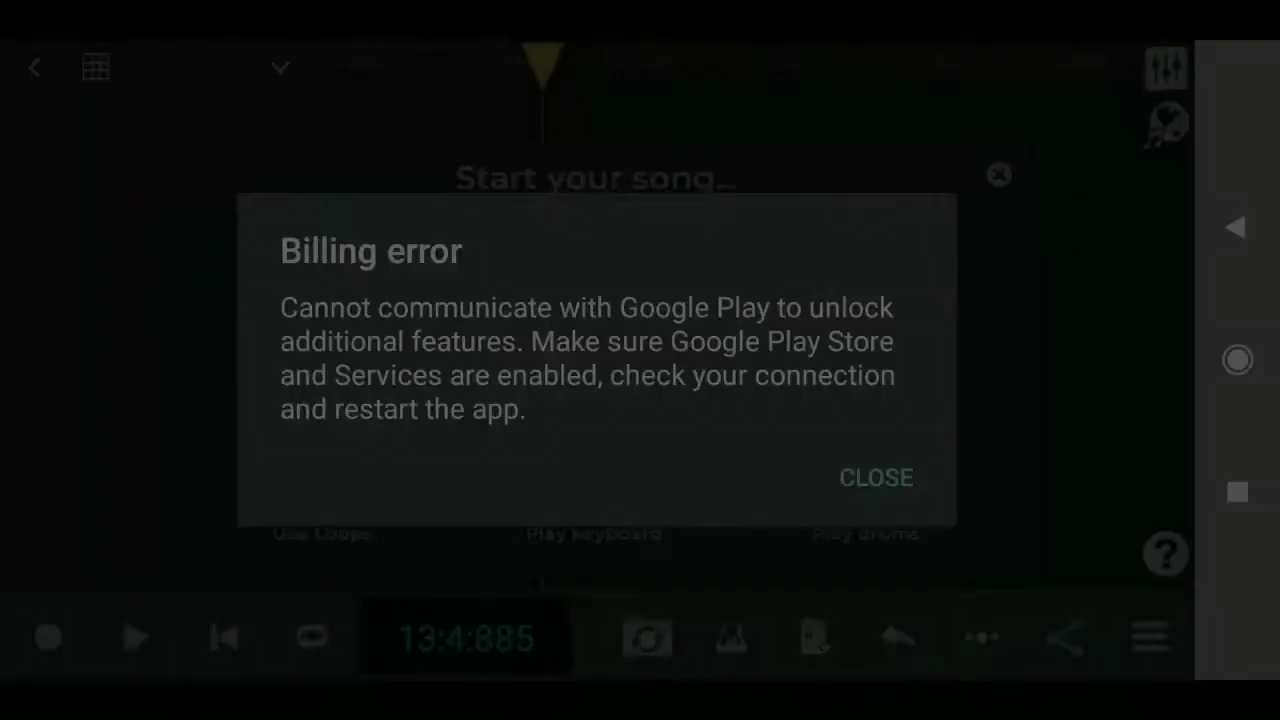 Start your song...
Billing error
Cannot communicate with Google Play to unlock
additional features. Make sure Google Play Store
and Services are enabled, check your connection
and restart the app.
CLOSE
Use Loops Play keyboard Play drums
13:4:885